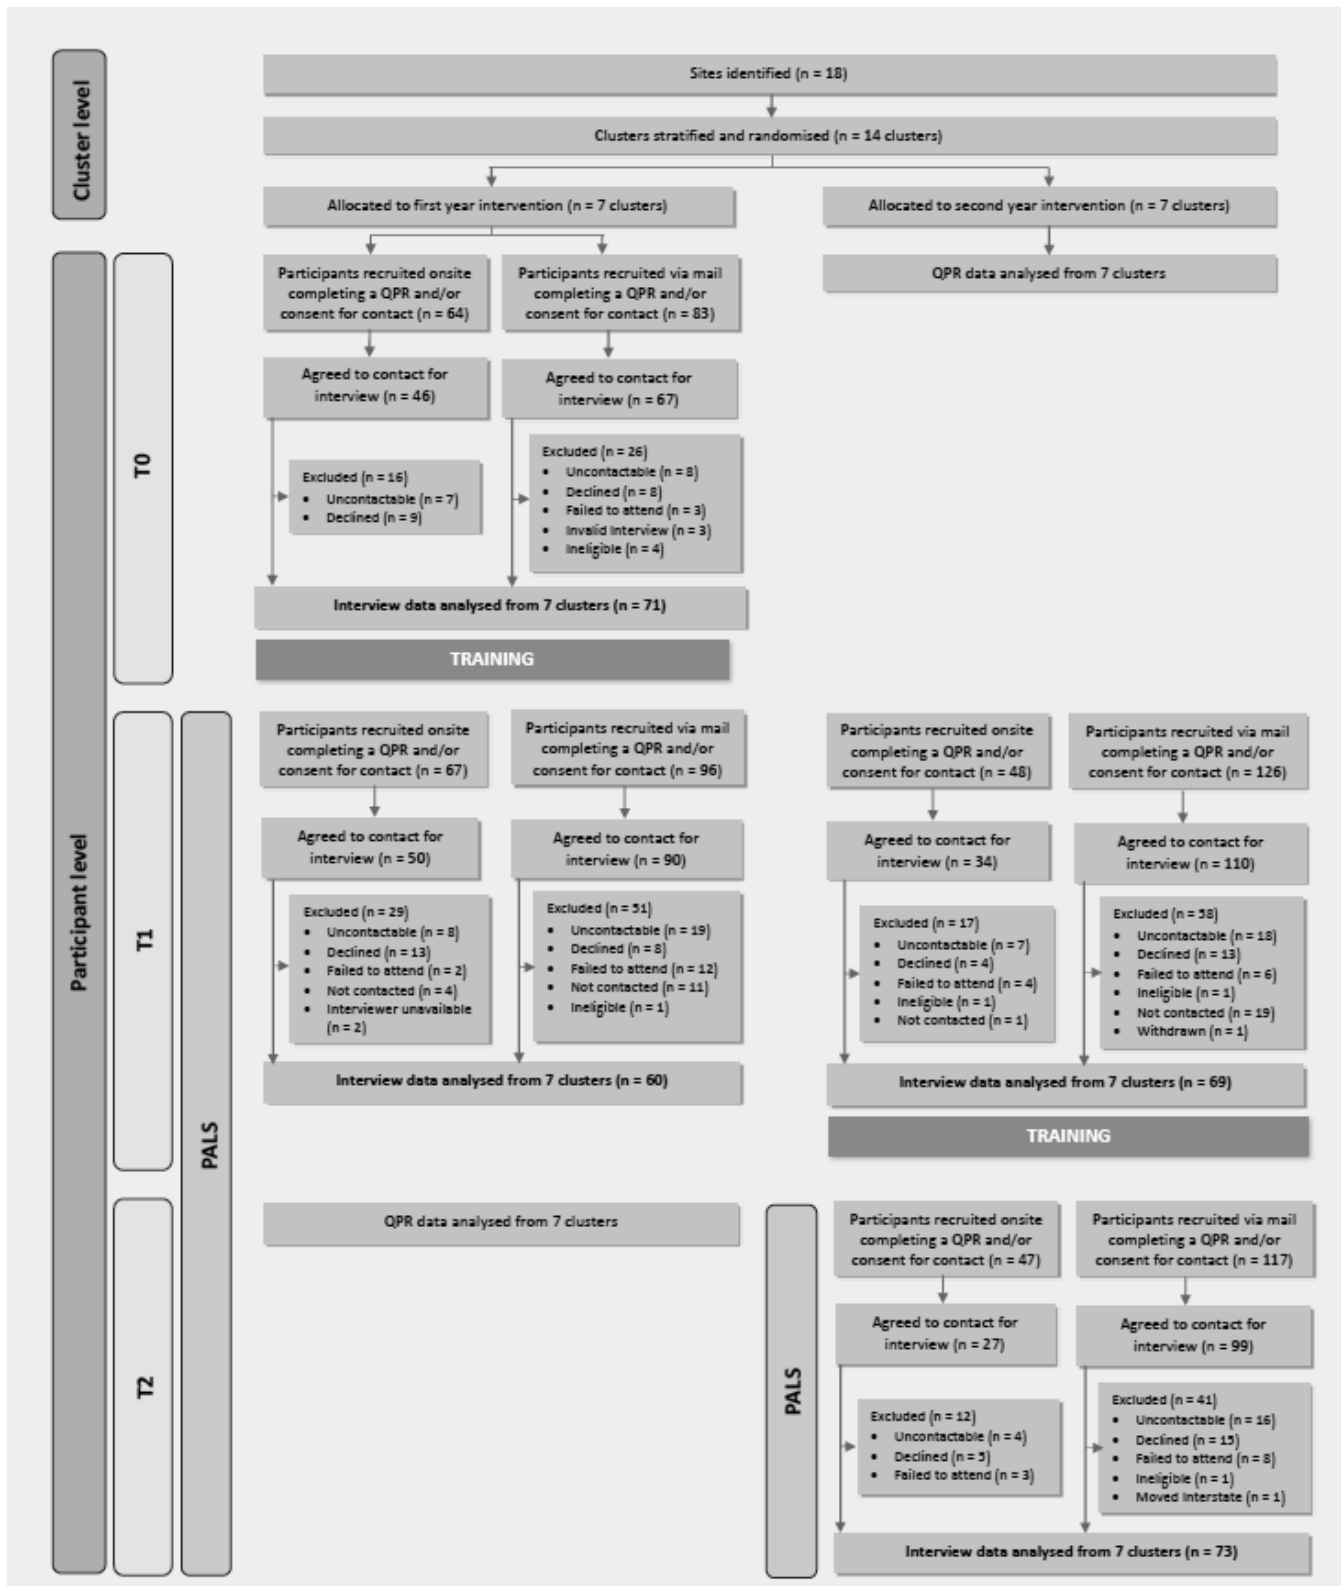 Cluster level
Sites identified (n = 18)
Clusters stratified and randomised (n = 14 clusters)
Allocated to first year intervention (n = 7 clusters)
Allocated to second year intervention (n = 7 clusters)
Participant level
T0
Participants recruited onsite
completing a QPR and/or
consent for contact (n = 64)
Participants recruited via mail
completing a QPR and/or
consent for contact (n = 83)
QPR data analysed from 7 clusters
Agreed to contact for
interview (n = 46)
Agreed to contact for
interview (n = 67)
Excluded (n = 16)
• Uncontactable (n = 7)
• Declined (n = 9)
Excluded (n = 26)
• Uncontactable (n = 8)
• Declined (n = 8)
• Failed to attend (n = 3)
• Invalid Interview (n = 3)
• Ineligible (n = 4)
Interview data analysed from 7 clusters (n = 71)
TRAINING
T1
PALS
Participants recruited onsite
completing a QPR and/or
consent for contact (n = 67)
Participants recruited via mail
completing a QPR and/or
consent for contact (n = 96)
Participants recruited onsite
completing a QPR and/or
consent for contact (n = 48)
Participants recruited via mail
completing a QPR and/or
consent for contact (n = 126)
Agreed to contact for
interview (n = 50)
Agreed to contact for
interview (n = 90)
Agreed to contact for
interview (n = 34)
Agreed to contact for
interview (n = 110)
Excluded (n = 29)
• Uncontactable (n = 8)
• Declined (n = 13)
• Failed to attend (n = 2)
• Not contacted (n = 4)
• Interviewer unavailable
(n = 2)
Excluded (n = 51)
• Uncontactable (n = 19)
• Declined (n = 8)
• Failed to attend (n = 12)
• Not contacted (n = 11)
• Ineligible (n = 1)
Excluded (n = 17)
• Uncontactable (n = 7)
• Declined (n = 4)
• Failed to attend (n = 4)
• Ineligible (n = 1)
• Not contacted (n = 1)
Excluded (n = 58)
• Uncontactable (n = 18)
• Declined (n = 13)
• Failed to attend (n = 6)
• Ineligible (n = 1)
• Not contacted (n = 19)
• Withdrawn (n = 1)
Interview data analysed from 7 clusters (n = 60)
Interview data analysed from 7 clusters (n = 69)
TRAINING
T2
QPR data analysed from 7 clusters
PALS
Participants recruited onsite
completing a QPR and/or
consent for contact (n = 47)
Participants recruited via mail
completing a QPR and/or
consent for contact (n = 117)
Agreed to contact for
interview (n = 27)
Agreed to contact for
interview (n = 99)
Excluded (n = 12)
• Uncontactable (n = 4)
• Declined (n = 5)
• Failed to attend (n = 3)
Excluded (n = 41)
• Uncontactable (n = 16)
• Declined (n = 15)
• Failed to attend (n = 8)
• Ineligible (n = 1)
• Moved Interstate (n = 1)
Interview data analysed from 7 clusters (n = 73)